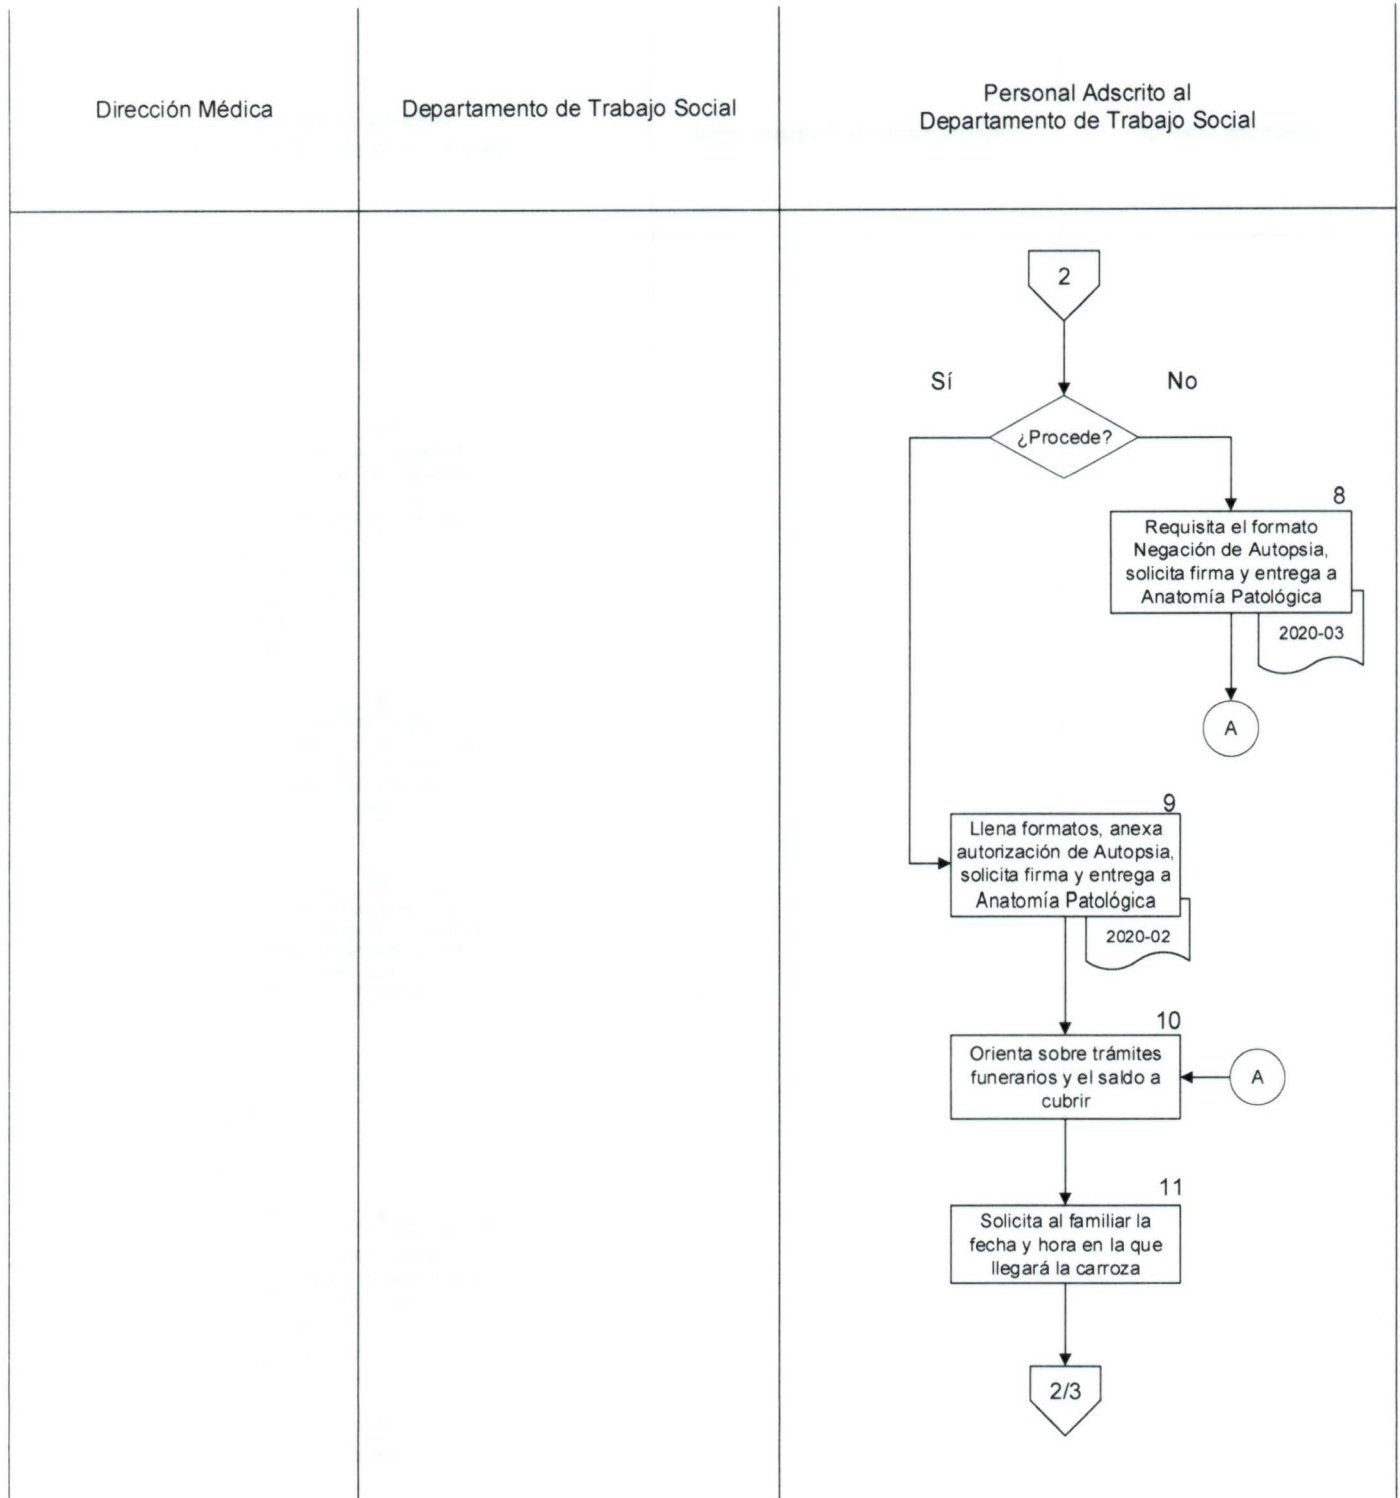 Dirección Médica
Departamento de Trabajo Social
Personal Adscrito al
Departamento de Trabajo Social
2
Sí
No
¿Procede?
8
Requisita el formato
Negación de Autopsia,
solicita firma y entrega a
Anatomía Patológica
2020-03
A
9
Llena formatos, anexa
autorización de Autopsia,
solicita firma y entrega a
Anatomía Patológica
2020-02
10
Orienta sobre trámites
funerarios y el saldo a
cubrir
A
11
Solicita al familiar la
fecha y hora en la que
llegará la carroza
2/3